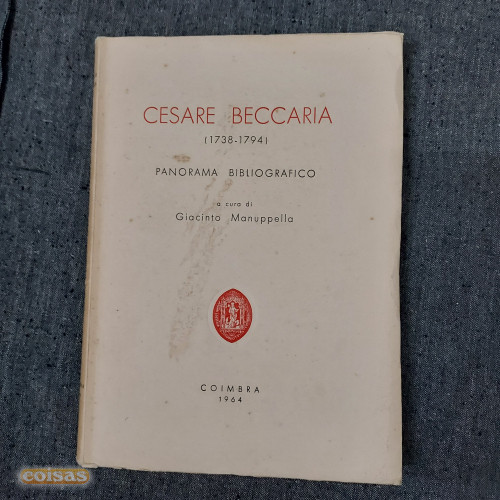 CESARE BECCARIA
(1738-1794)
PANORAMA BIBLIOGRAFICO
a cura di
Giacinto Manuppella
COIMBRA
1964
coisas